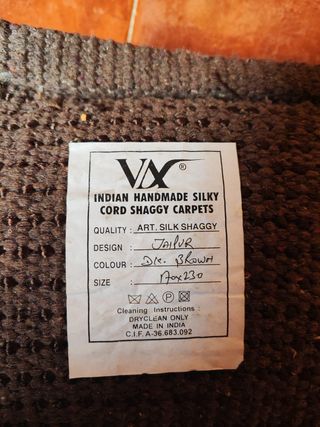 VX ®
INDIAN HANDMADE SILKY
CORD SHAGGY CARPETS
QUALITY : ART. SILK SHAGGY
DESIGN : JAIPUR
COLOUR : DK. BROWN
SIZE : 170X230
Cleaning Instructions :
DRYCLEAN ONLY
MADE IN INDIA
C.I.F. A-36.683.092